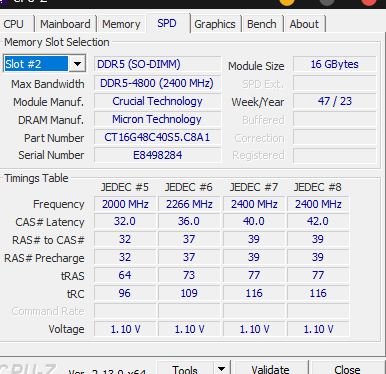 CPU Mainboard Memory SPD Graphics Bench About
Memory Slot Selection
Slot #2 DDR5 (SO-DIMM) Module Size 16 GBytes
Max Bandwidth DDR5-4800 (2400 MHz) SPD Ext.
Module Manuf. Crucial Technology Week/Year 47 / 23
DRAM Manuf. Micron Technology Buffered
Part Number CT16G48C40S5.C8A1 Correction
Serial Number E8498284 Registered
Timings Table
JEDEC #5 JEDEC #6 JEDEC #7 JEDEC #8
Frequency 2000 MHz 2266 MHz 2400 MHz 2400 MHz
CAS# Latency 32.0 36.0 40.0 42.0
RAS# to CAS# 32 37 39 39
RAS# Precharge 32 37 39 39
tRAS 64 73 77 77
tRC 96 109 116 116
Command Rate
Voltage 1.10 V 1.10 V 1.10 V 1.10 V
CPU-Z Ver. 2.13.0.x64 Tools Validate Close